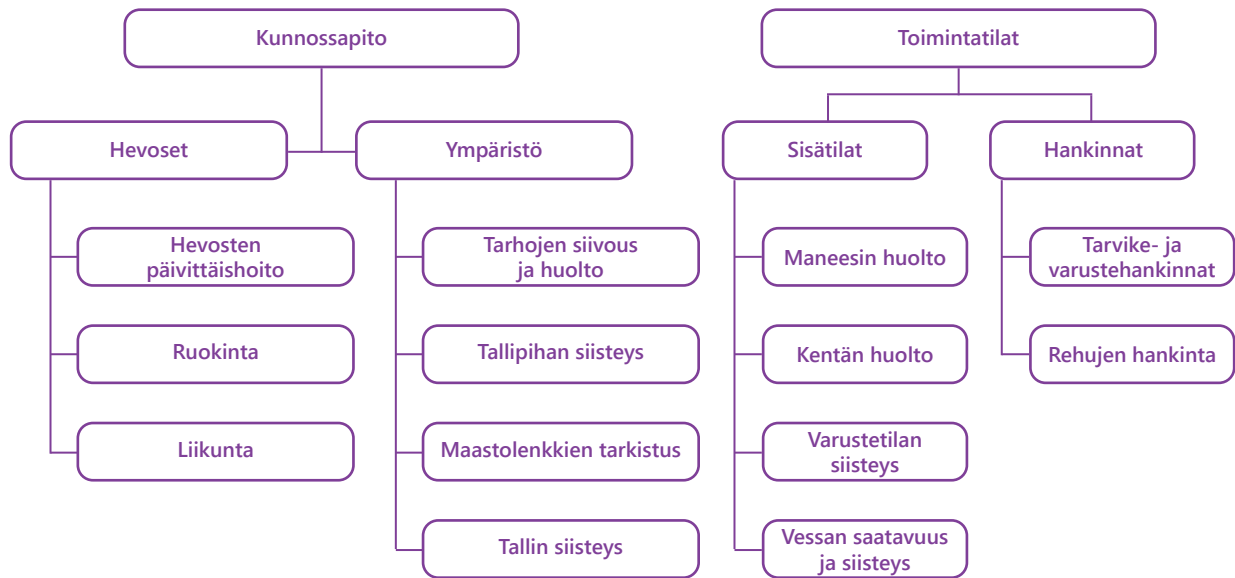 Kunnossapito
Toimintatilat
Hevoset
Ympäristö
Sisätilat
Hankinnat
Hevosten
päivittäishoito
Tarhojen siivous
ja huolto
Maneesin huolto
Tarvike- ja
varustehankinnat
Ruokinta
Tallipihan siisteys
Kentän huolto
Rehujen hankinta
Liikunta
Maastolenkkien tarkistus
Varustetilan
siisteys
Tallin siisteys
Vessan saatavuus
ja siisteys